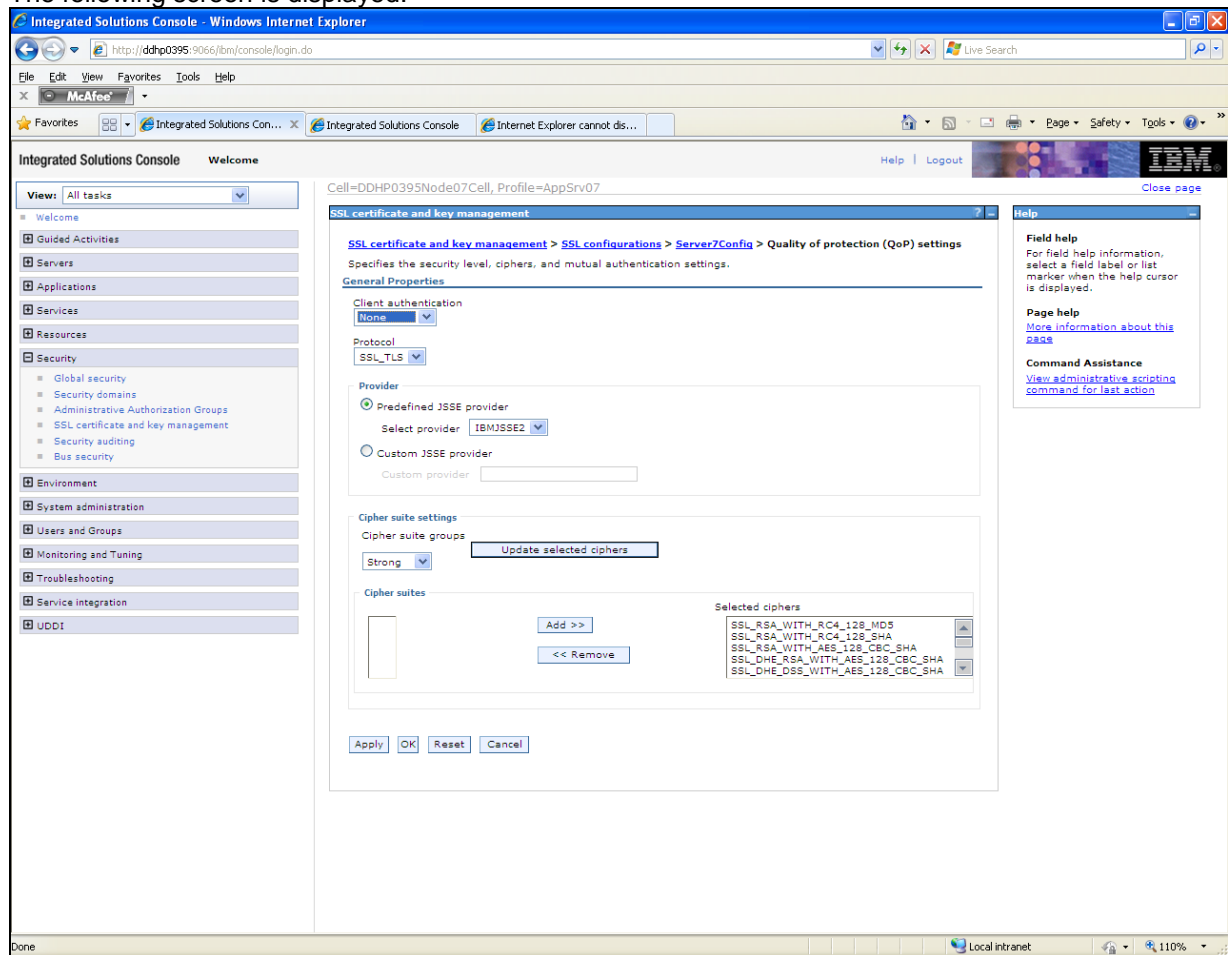 The following screen is displayed.
Integrated Solutions Console - Windows Internet Explorer
http://ddhp0395:9066/ibm/console/login.do
Live Search
File Edit View Favorites Tools Help
x McAfee
Favorites
Integrated Solutions Con... X
Integrated Solutions Console
Internet Explorer cannot dis...
Page Safety Tools »
Integrated Solutions Console Welcome
Help | Logout
IBM
View: All tasks
Welcome
Guided Activities
Servers
Applications
Services
Resources
Security
Global security
Security domains
Administrative Authorization Groups
SSL certificate and key management
Security auditing
Bus security
Environment
System administration
Users and Groups
Monitoring and Tuning
Troubleshooting
Service integration
UDDI
Cell=DDHP0395Node07Cell, Profile=AppSrv07
Close page
SSL certificate and key management ? –
SSL certificate and key management > SSL configurations > Server7Config > Quality of protection (QoP) settings
Specifies the security level, ciphers, and mutual authentication settings.
General Properties
Client authentication
None
Protocol
SSL_TLS
Provider
Predefined JSSE provider
Select provider IBMJSSE2
Custom JSSE provider
Custom provider
Cipher suite settings
Cipher suite groups
Update selected ciphers
Strong
Cipher suites
Selected ciphers
Add >>
<< Remove
SSL_RSA_WITH_RC4_128_MD5
SSL_RSA_WITH_RC4_128_SHA
SSL_RSA_WITH_AES_128_CBC_SHA
SSL_DHE_RSA_WITH_AES_128_CBC_SHA
SSL_DHE_DSS_WITH_AES_128_CBC_SHA
Apply OK Reset Cancel
Help –
Field help
For field help information,
select a field label or list
marker when the help cursor
is displayed.
Page help
More information about this
page
Command Assistance
View administrative scripting
command for last action
Done
Local intranet
110%